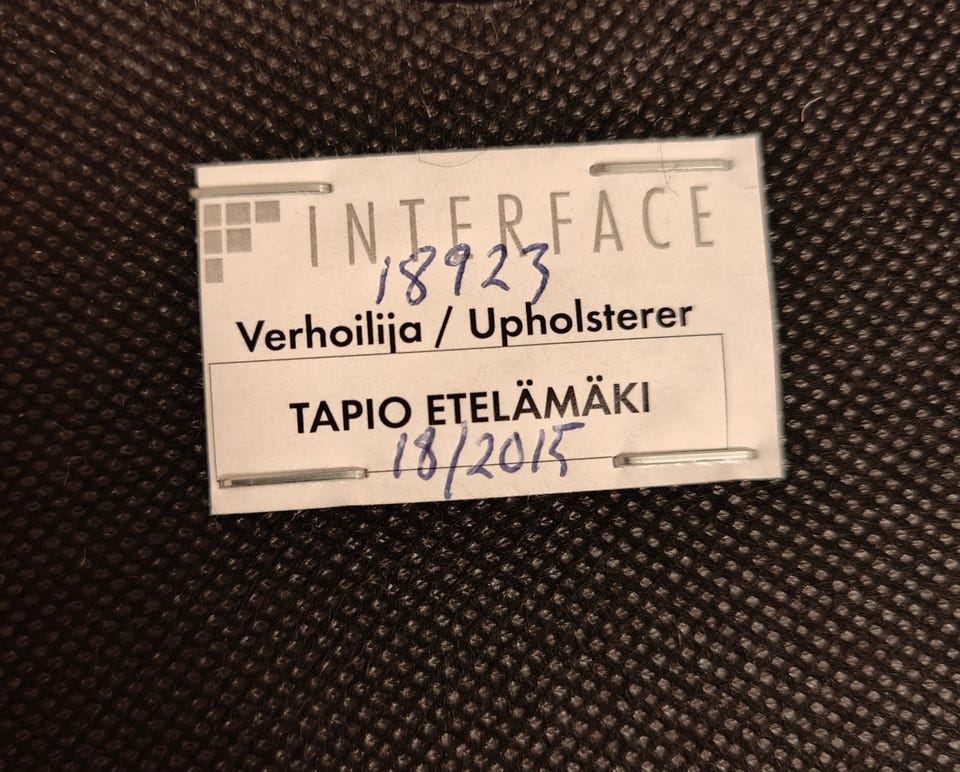 INTERFACE
18923
Verhoilija / Upholsterer
TAPIO ETELÄMÄKI
18/2015